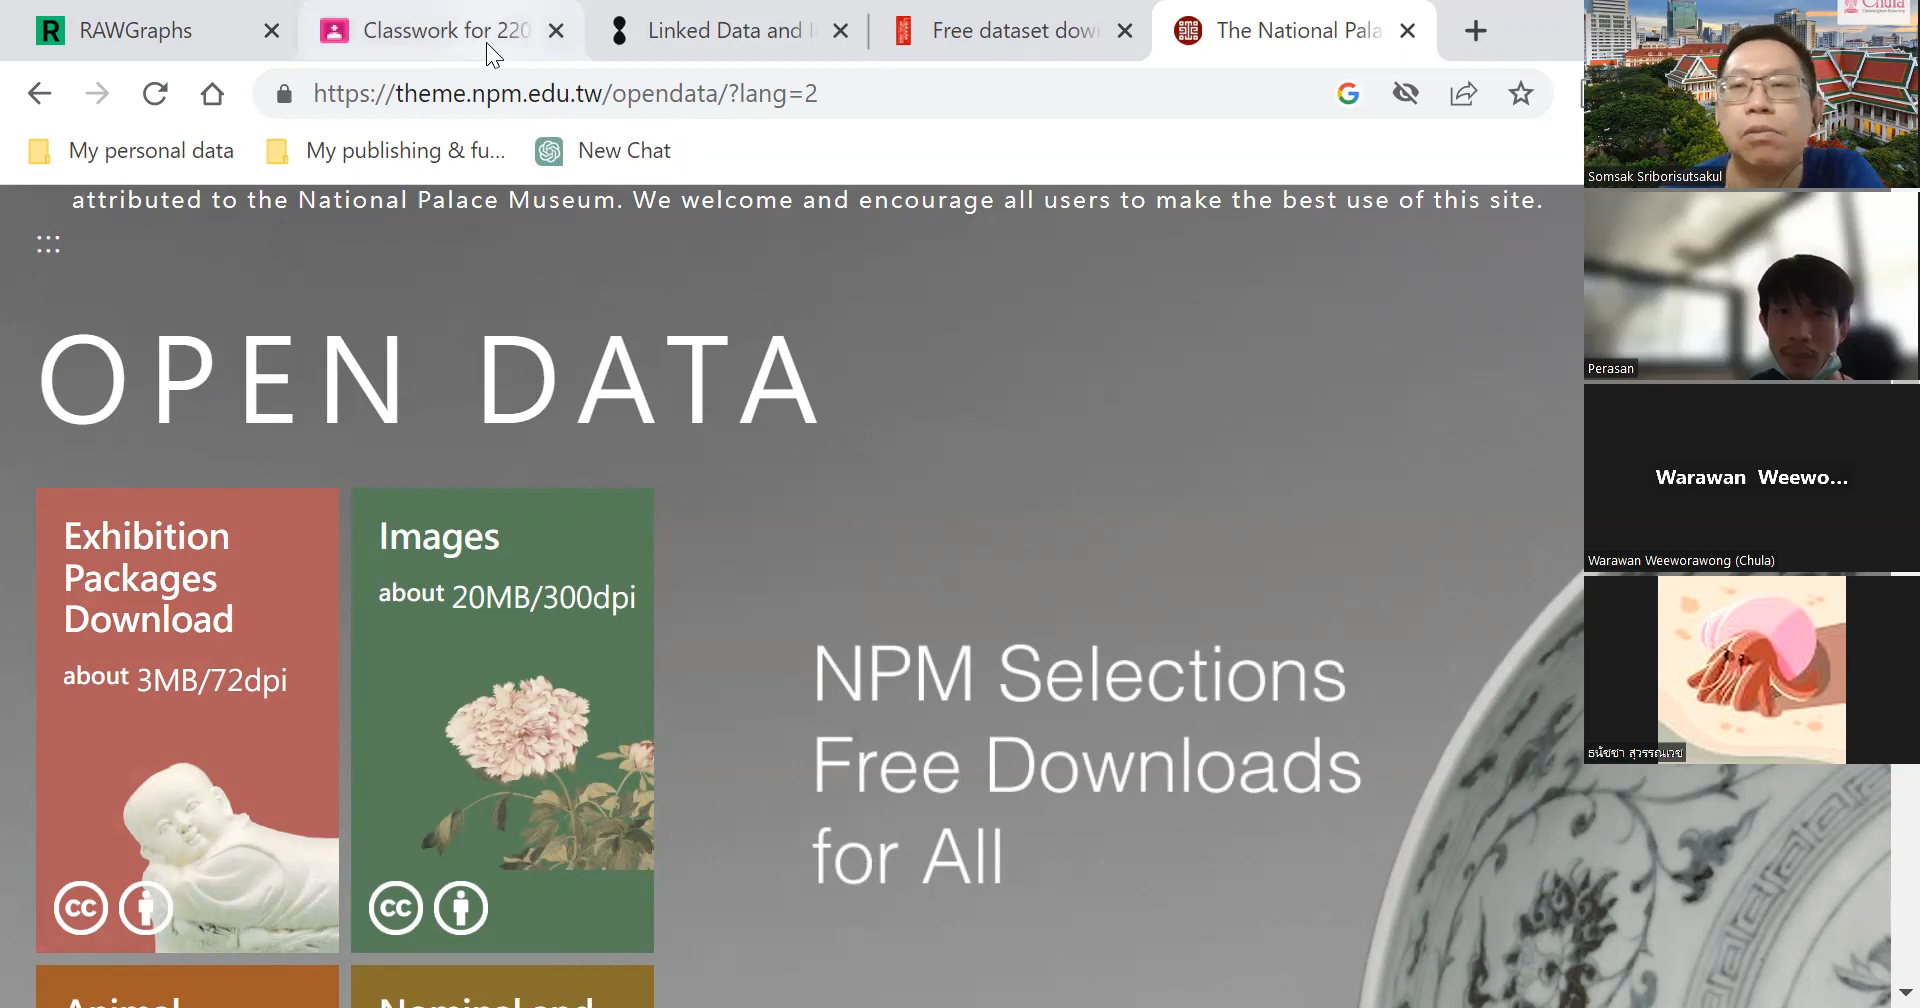 RAWGraphs
Classwork for 220
Linked Data and
Free dataset dow
The National Pala
https://theme.npm.edu.tw/opendata/?lang=2
My personal data
My publishing & fu...
New Chat
attributed to the National Palace Museum. We welcome and encourage all users to make the best use of this site.
OPEN DATA
Exhibition
Packages
Download
about 3MB/72dpi
Images
about 20MB/300dpi
NPM Selections
Free Downloads
for All
cc
cc
Chula
Somsak Sriborisutsakul
Perasan
Warawan Weewo...
Warawan Weeworawong (Chula)
ธนัชชา สุวรรณเวช